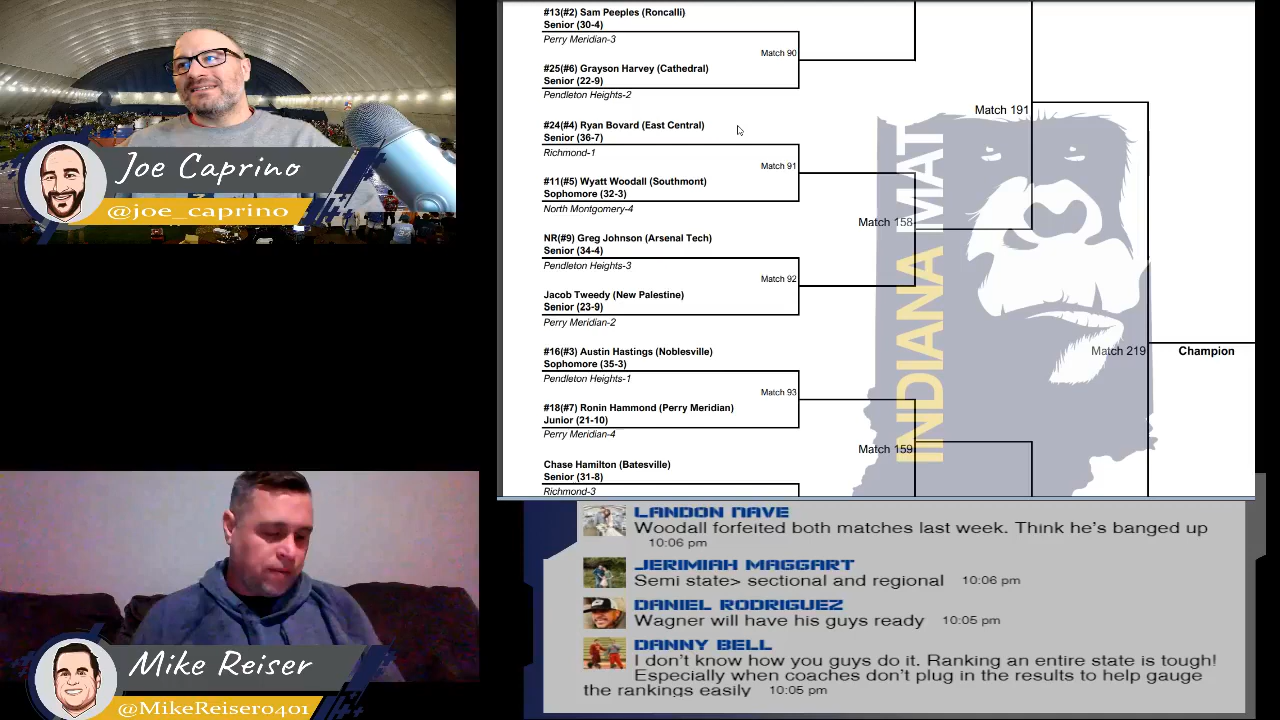 Joe Caprino
@joe_caprino
Mike Reiser
@MikeReiser0401
#13(#2) Sam Peeples (Roncalli)
Senior (30-4)
Perry Meridian-3
Match 90
#25(#6) Grayson Harvey (Cathedral)
Senior (22-9)
Pendleton Heights-2
Match 191
#24(#4) Ryan Bovard (East Central)
Senior (36-7)
Richmond-1
Match 91
#11(#5) Wyatt Woodall (Southmont)
Sophomore (32-3)
North Montgomery-4
Match 158
NR(#9) Greg Johnson (Arsenal Tech)
Senior (34-4)
Pendleton Heights-3
Match 92
Jacob Tweedy (New Palestine)
Senior (23-9)
Perry Meridian-2
#16(#3) Austin Hastings (Noblesville)
Sophomore (35-3)
Pendleton Heights-1
Match 219 Champion
Match 93
#18(#7) Ronin Hammond (Perry Meridian)
Junior (21-10)
Perry Meridian-4
Match 159
Chase Hamilton (Batesville)
Senior (31-8)
Richmond-3
INDIANA MAT
LANDON NAVE
Woodall forfeited both matches last week. Think he's banged up
10:06 pm
JERIMIAH MAGGART
Semi state> sectional and regional 10:06 pm
DANIEL RODRIGUEZ
Wagner will have his guys ready 10:05 pm
DANNY BELL
I don't know how you guys do it. Ranking an entire state is tough!
Especially when coaches don't plug in the results to help gauge
the rankings easily 10:05 pm